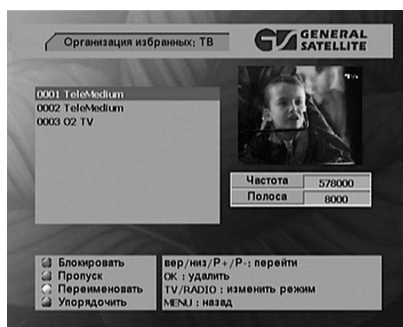 Организация избранных; ТВ
GS GENERAL SATELLITE
0001 TeleMedium
0002 TeleMedium
0003 O2 TV
Частота 578000
Полоса 8000
Блокировать
Пропуск
Переименовать
Упорядочить
вер/низ/P+/P-: перейти
OK : удалить
TV/RADIO : изменить режим
MENU : назад